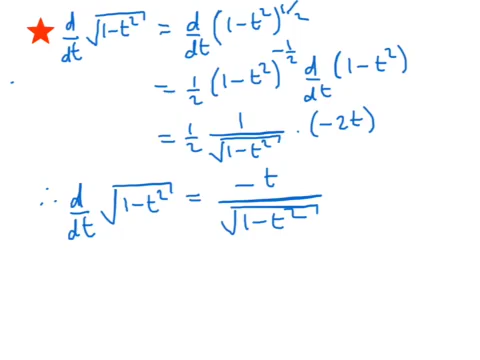 d/dt √(1-t²) = d/dt (1-t²)^1/2
= 1/2 (1-t²)^-1/2 d/dt (1-t²)
= 1/2 1/√(1-t²) · (-2t)
∴ d/dt √(1-t²) = -t/√(1-t²)